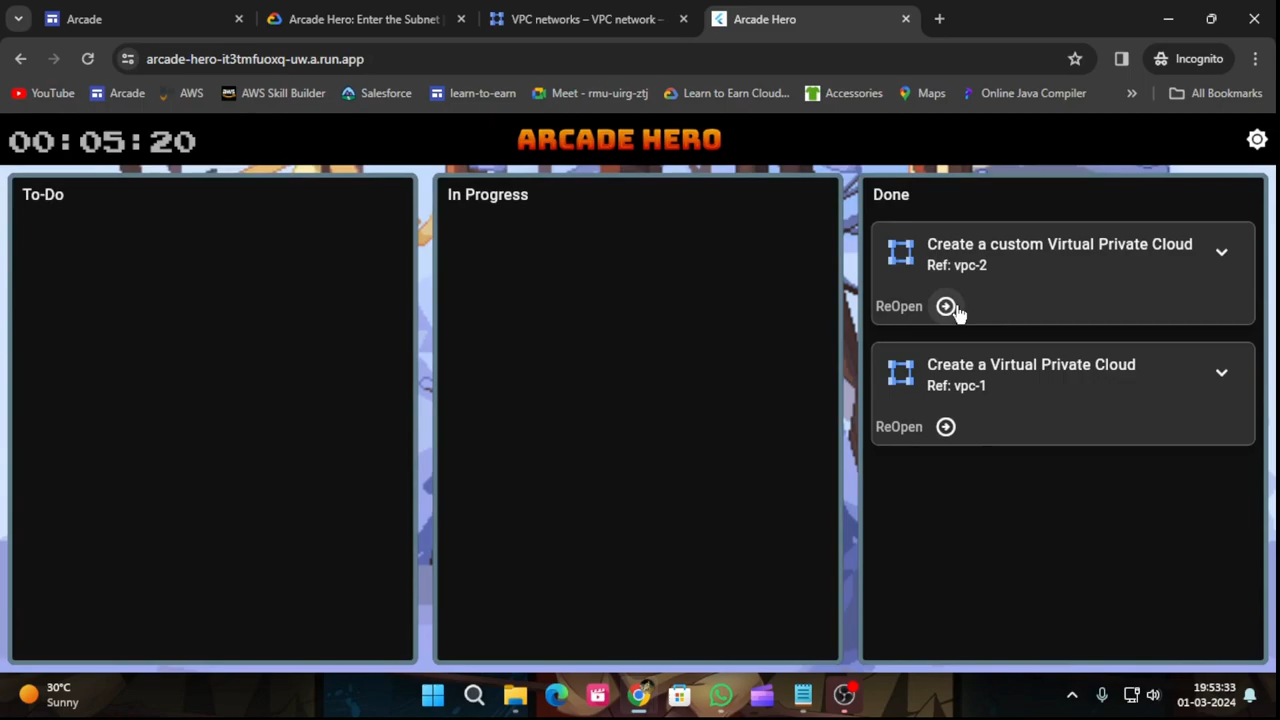 Arcade
Arcade Hero: Enter the Subnet
VPC networks – VPC network –
Arcade Hero
arcade-hero-it3tmfuoxq-uw.a.run.app
Incognito
YouTube
Arcade
AWS
AWS Skill Builder
Salesforce
learn-to-earn
Meet - rmu-uirg-ztj
Learn to Earn Cloud...
Accessories
Maps
Online Java Compiler
All Bookmarks
00:05:20
ARCADE HERO
To-Do
In Progress
Done
Create a custom Virtual Private Cloud
Ref: vpc-2
ReOpen
Create a Virtual Private Cloud
Ref: vpc-1
ReOpen
30°C
Sunny
19:53:33
01-03-2024